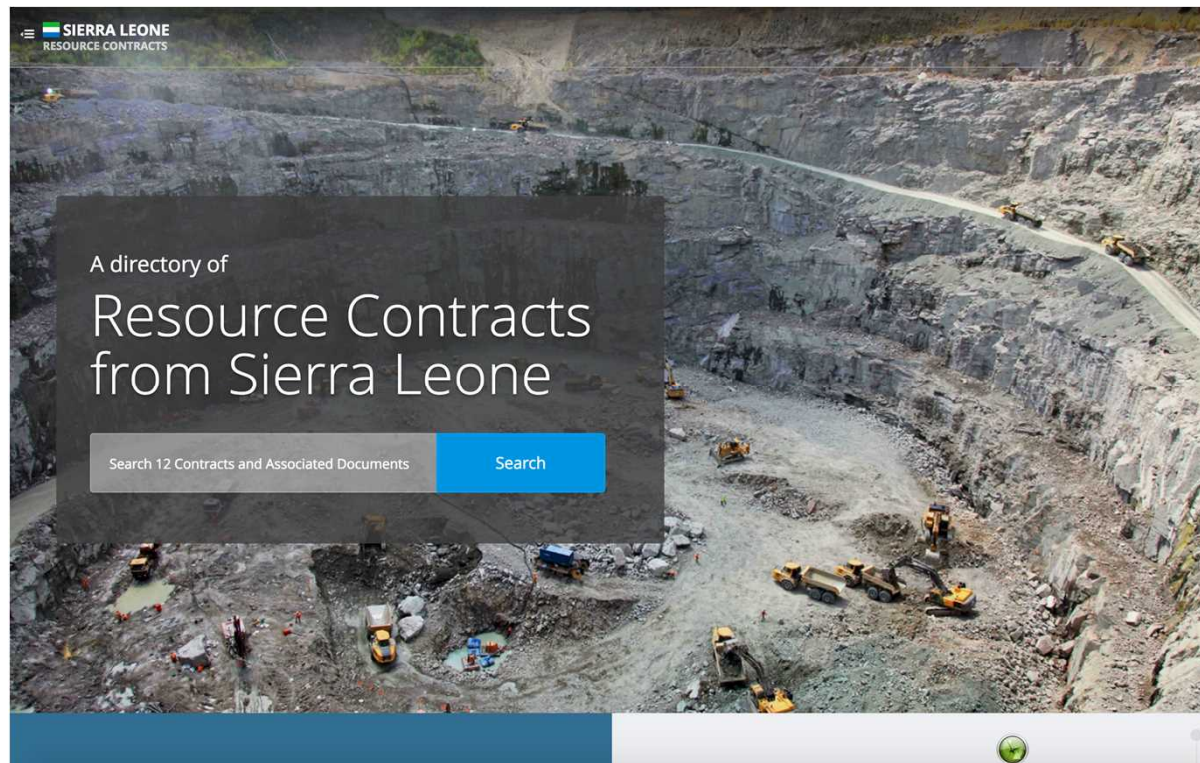 SIERRA LEONE
RESOURCE CONTRACTS
A directory of
Resource Contracts
from Sierra Leone
Search 12 Contracts and Associated Documents
Search